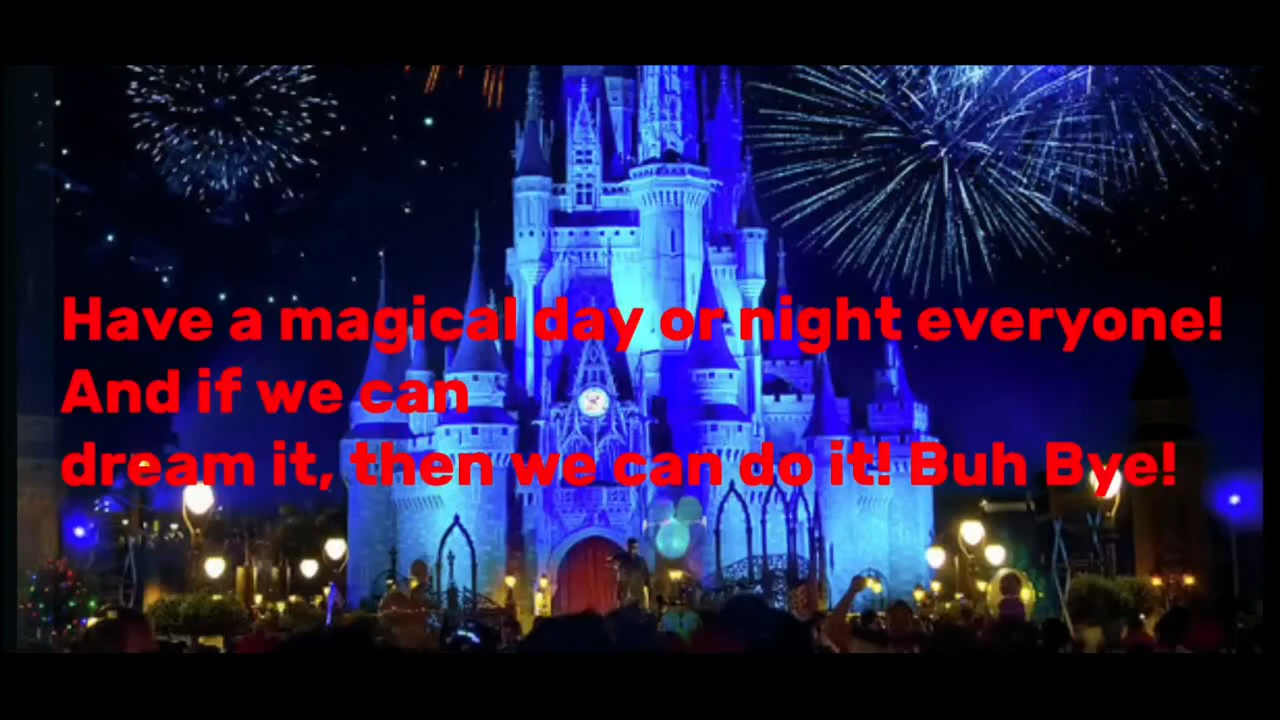 Have a magical day or night everyone!
And if we can
dream it, then we can do it! Buh Bye!